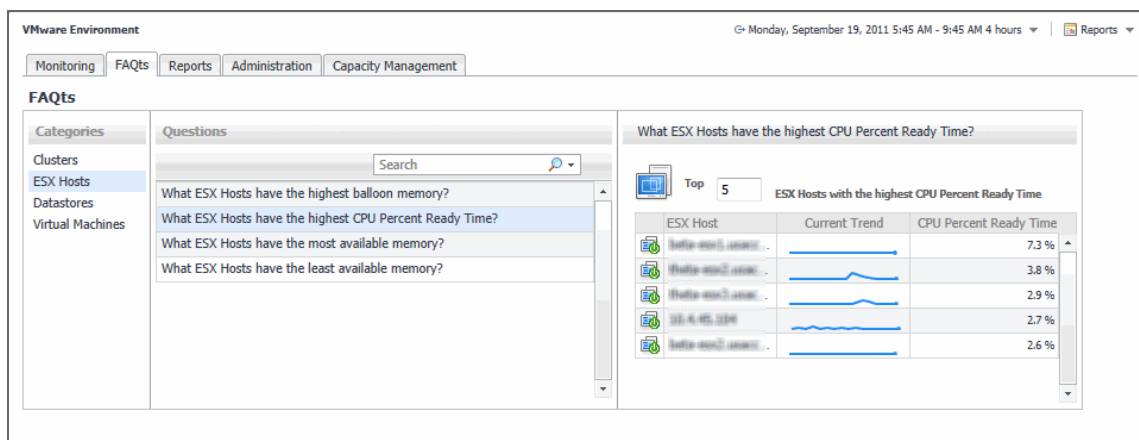 VMware Environment
Monday, September 19, 2011 5:45 AM - 9:45 AM 4 hours
Reports
Monitoring FAQts Reports Administration Capacity Management
FAQts
Categories
Clusters
ESX Hosts
Datastores
Virtual Machines
Questions
Search
What ESX Hosts have the highest balloon memory?
What ESX Hosts have the highest CPU Percent Ready Time?
What ESX Hosts have the most available memory?
What ESX Hosts have the least available memory?
What ESX Hosts have the highest CPU Percent Ready Time?
Top 5 ESX Hosts with the highest CPU Percent Ready Time
ESX Host Current Trend CPU Percent Ready Time
7.3 %
3.8 %
2.9 %
2.7 %
2.6 %